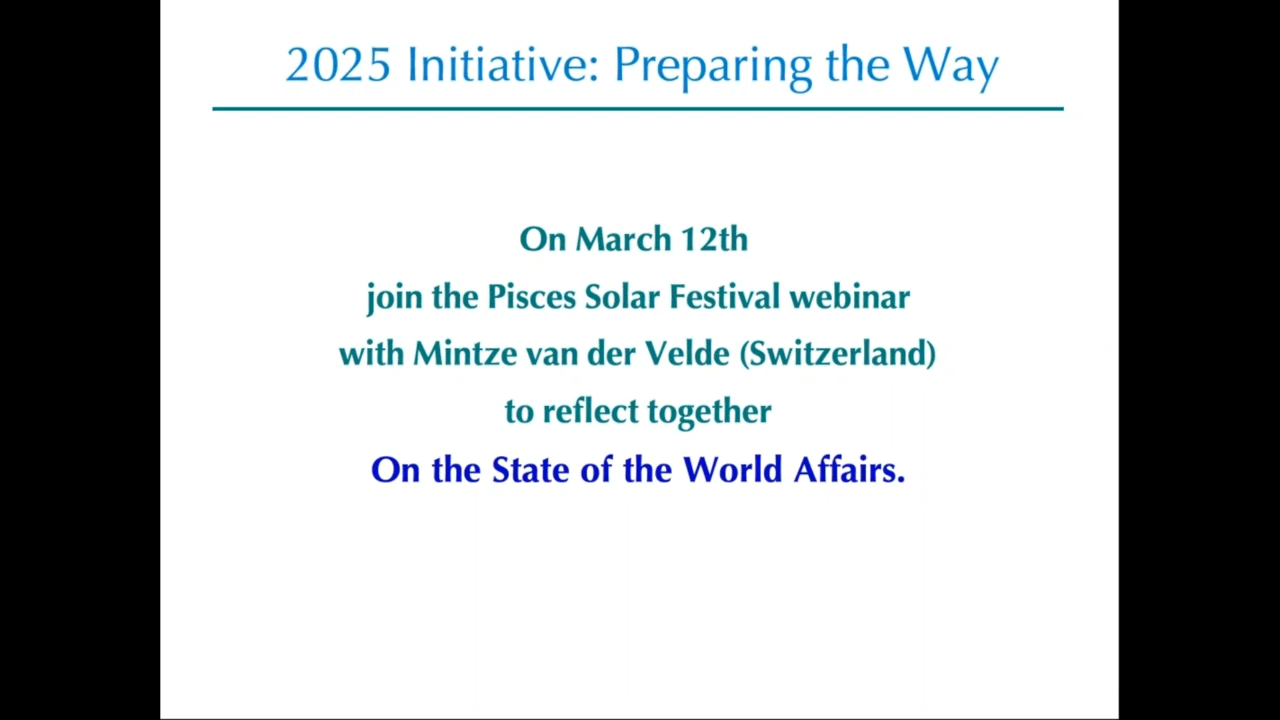 2025 Initiative: Preparing the Way
On March 12th
join the Pisces Solar Festival webinar
with Mintze van der Velde (Switzerland)
to reflect together
On the State of the World Affairs.